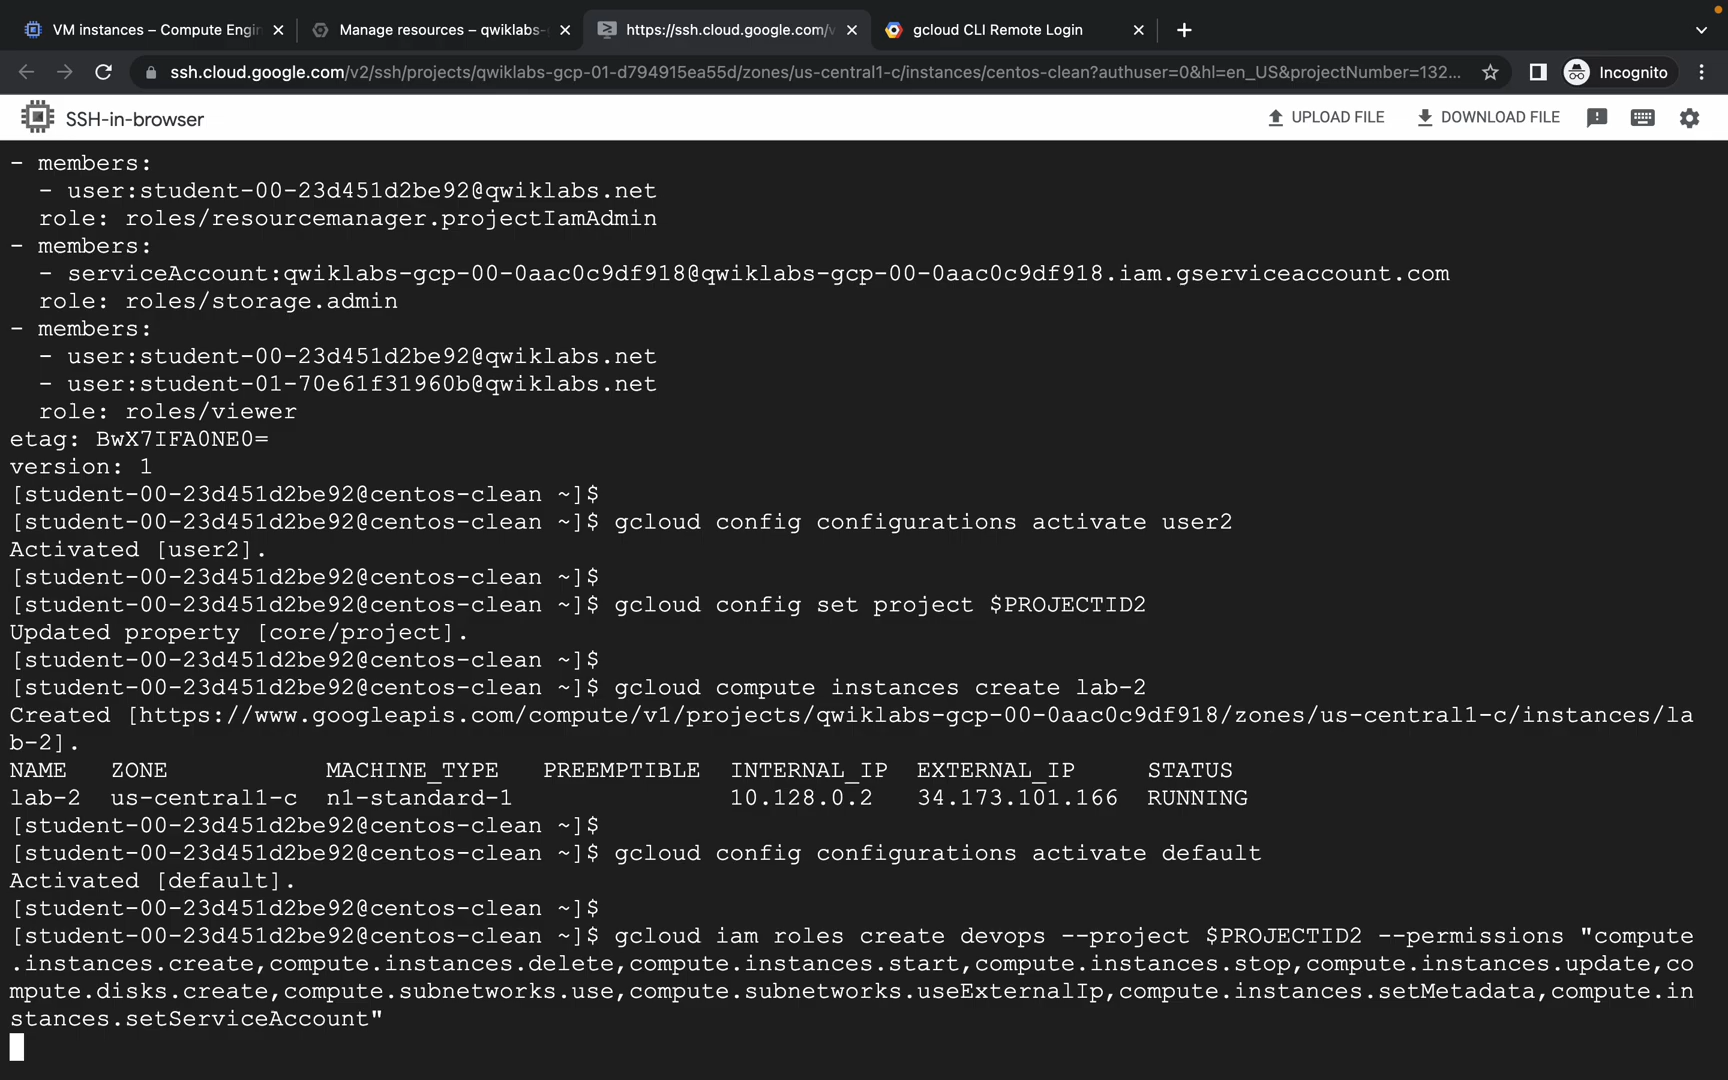 VM instances – Compute Engin
Manage resources – qwiklabs-
https://ssh.cloud.google.com/v
gcloud CLI Remote Login
ssh.cloud.google.com/v2/ssh/projects/qwiklabs-gcp-01-d794915ea55d/zones/us-central1-c/instances/centos-clean?authuser=0&hl=en_US&projectNumber=132...
Incognito
SSH-in-browser
UPLOAD FILE
DOWNLOAD FILE
- members:
  - user:student-00-23d451d2be92@qwiklabs.net
  role: roles/resourcemanager.projectIamAdmin
- members:
  - serviceAccount:qwiklabs-gcp-00-0aac0c9df918@qwiklabs-gcp-00-0aac0c9df918.iam.gserviceaccount.com
  role: roles/storage.admin
- members:
  - user:student-00-23d451d2be92@qwiklabs.net
  - user:student-01-70e61f31960b@qwiklabs.net
  role: roles/viewer
etag: BwX7IFA0NE0=
version: 1
[student-00-23d451d2be92@centos-clean ~]$
[student-00-23d451d2be92@centos-clean ~]$ gcloud config configurations activate user2
Activated [user2].
[student-00-23d451d2be92@centos-clean ~]$
[student-00-23d451d2be92@centos-clean ~]$ gcloud config set project $PROJECTID2
Updated property [core/project].
[student-00-23d451d2be92@centos-clean ~]$
[student-00-23d451d2be92@centos-clean ~]$ gcloud compute instances create lab-2
Created [https://www.googleapis.com/compute/v1/projects/qwiklabs-gcp-00-0aac0c9df918/zones/us-central1-c/instances/la
b-2].
NAME   ZONE           MACHINE_TYPE   PREEMPTIBLE  INTERNAL_IP  EXTERNAL_IP     STATUS
lab-2  us-central1-c  n1-standard-1               10.128.0.2   34.173.101.166  RUNNING
[student-00-23d451d2be92@centos-clean ~]$
[student-00-23d451d2be92@centos-clean ~]$ gcloud config configurations activate default
Activated [default].
[student-00-23d451d2be92@centos-clean ~]$
[student-00-23d451d2be92@centos-clean ~]$ gcloud iam roles create devops --project $PROJECTID2 --permissions "compute
.instances.create,compute.instances.delete,compute.instances.start,compute.instances.stop,compute.instances.update,co
mpute.disks.create,compute.subnetworks.use,compute.subnetworks.useExternalIp,compute.instances.setMetadata,compute.in
stances.setServiceAccount"